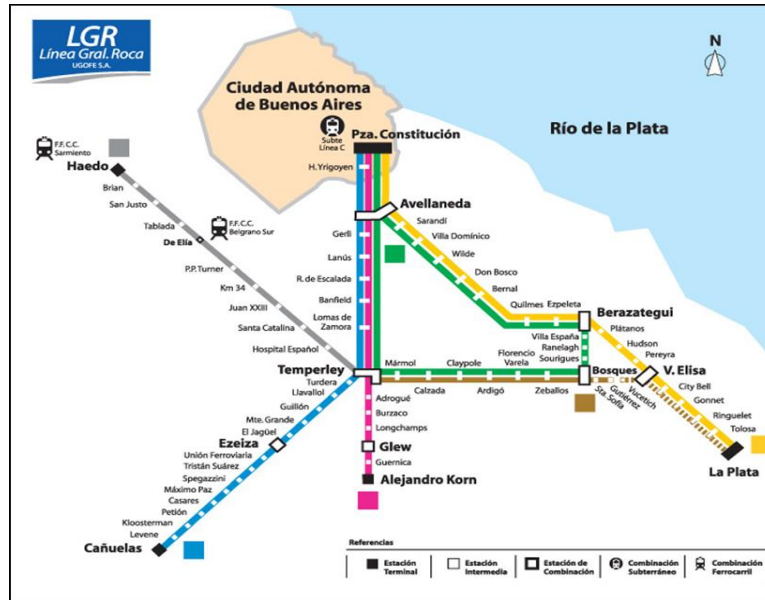 LGR
Línea Gral. Roca
UGOFE S.A.
N
Ciudad Autónoma
de Buenos Aires
Río de la Plata
Subte
Línea C
Pza. Constitución
F.F.C.C.
Sarmiento
Haedo
H. Yrigoyen
Brian
San Justo
Tablada
De Elía
F.F.C.C.
Belgrano Sur
P.P. Turner
Km 34
Juan XXIII
Santa Catalina
Hospital Español
Avellaneda
Gerli
Lanús
R. de Escalada
Banfield
Lomas de
Zamora
Sarandí
Villa Domínico
Wilde
Don Bosco
Bernal
Quilmes
Ezpeleta
Berazategui
Villa España
Ranelagh
Sourigues
Plátanos
Hudson
Pereyra
Temperley
Mármol
Claypole
Florencio
Varela
Bosques
V. Elisa
Calzada
Ardigó
Zeballos
Sta. Sofía
Gutiérrez
Vucetich
City Bell
Gonnet
Ringuelet
Tolosa
La Plata
Turdera
Llavallol
Guillón
Mte. Grande
El Jagüel
Ezeiza
Unión Ferroviaria
Tristán Suárez
Spegazzini
Máximo Paz
Casares
Petión
Kloosterman
Levene
Cañuelas
Adrogué
Burzaco
Longchamps
Glew
Guernica
Alejandro Korn
Referencias
Estación
Terminal
Estación
Intermedia
Estación de
Combinación
Combinación
Subterráneo
Combinación
Ferrocarril